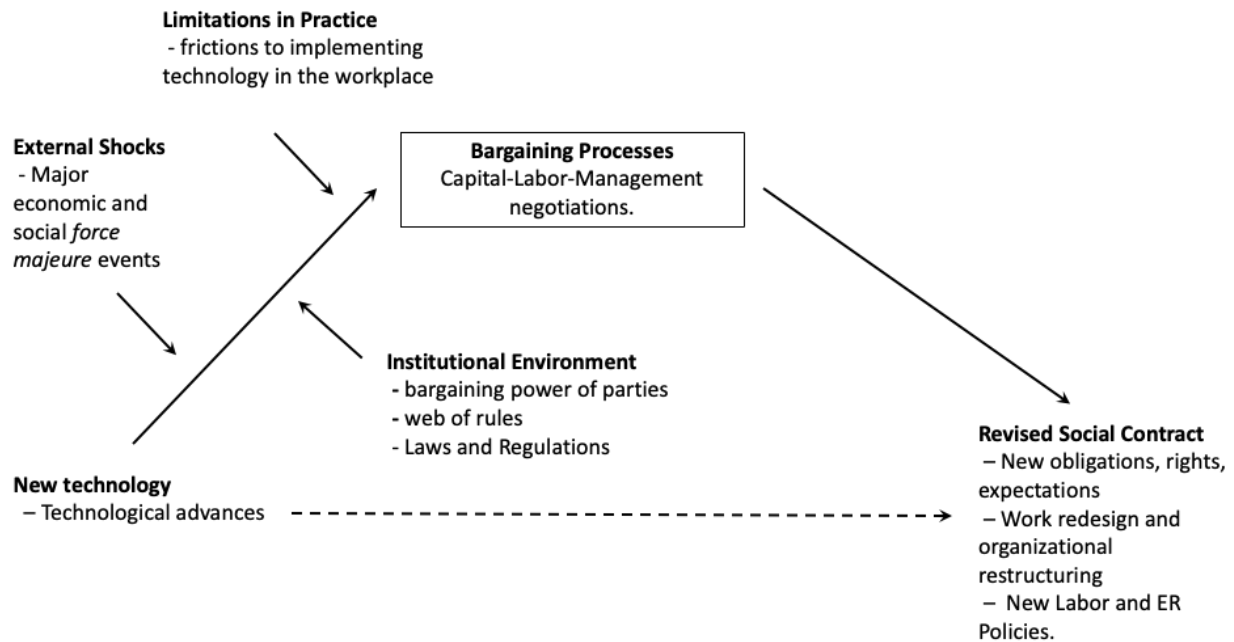 Limitations in Practice
- frictions to implementing
technology in the workplace
External Shocks
- Major
economic and
social force
majeure events
Bargaining Processes
Capital-Labor-Management
negotiations.
Institutional Environment
- bargaining power of parties
- web of rules
- Laws and Regulations
New technology
– Technological advances
Revised Social Contract
– New obligations, rights,
expectations
– Work redesign and
organizational
restructuring
– New Labor and ER
Policies.